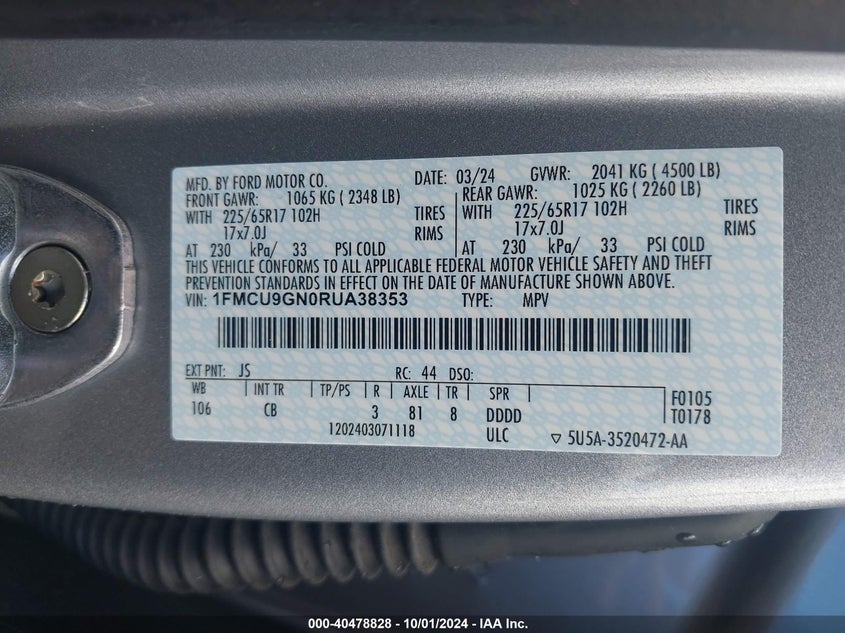 MFD. BY FORD MOTOR CO. DATE: 03/24 GVWR: 2041 KG ( 4500 LB)
FRONT GAWR: 1065 KG ( 2348 LB) REAR GAWR: 1025 KG ( 2260 LB)
WITH 225/65R17 102H TIRES WITH 225/65R17 102H TIRES
17x7.0J RIMS 17x7.0J RIMS
AT 230 kPa/ 33 PSI COLD AT 230 kPa/ 33 PSI COLD
THIS VEHICLE CONFORMS TO ALL APPLICABLE FEDERAL MOTOR VEHICLE SAFETY AND THEFT
PREVENTION STANDARDS IN EFFECT ON THE DATE OF MANUFACTURE SHOWN ABOVE.
VIN: 1FMCU9GN0RUA38353 TYPE: MPV
EXT PNT: JS RC: 44 DSO:
WB INT TR TP/PS R AXLE TR SPR F0105
106 CB 3 81 8 DDDD T0178
1202403071118 ULC 5U5A-3520472-AA
000-40478828 - 10/01/2024 - IAAI.com